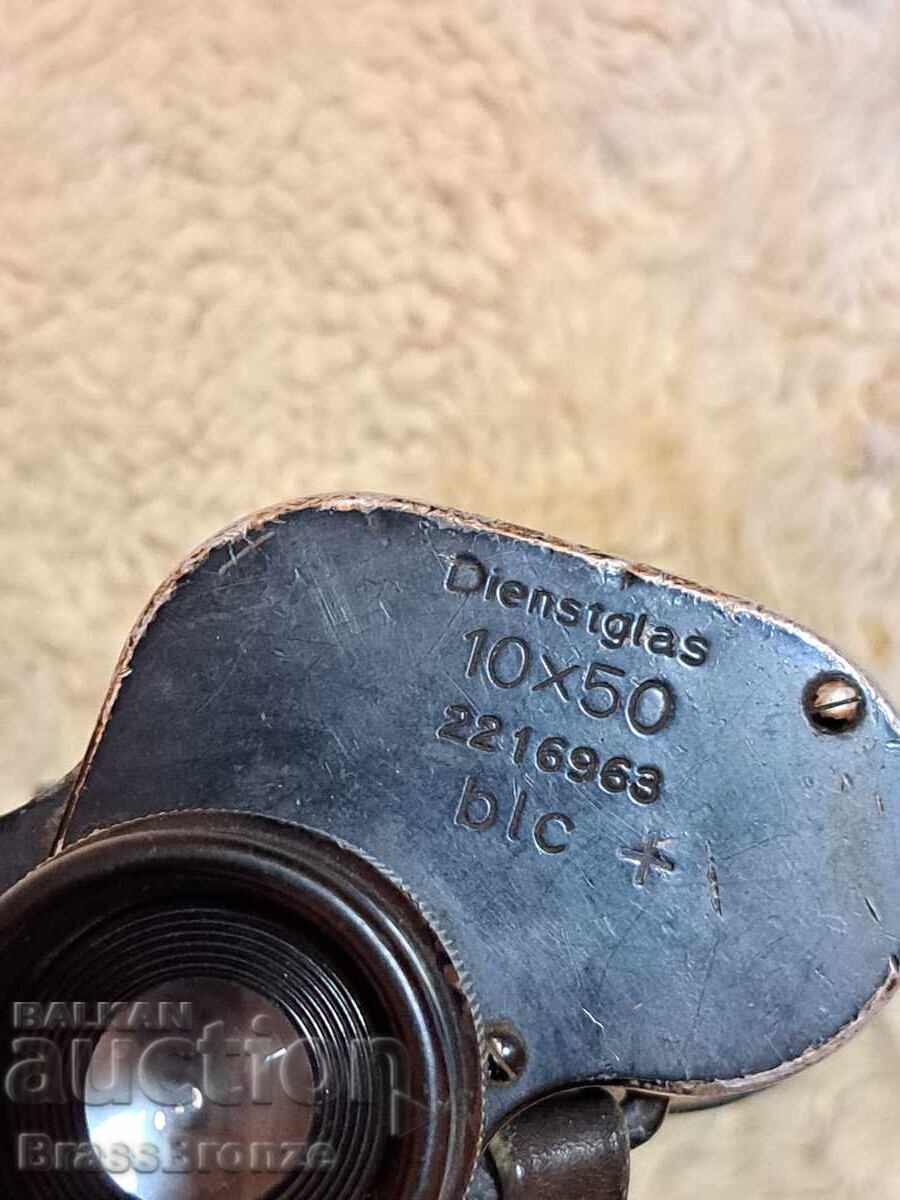 Dienstglas
10x50
2216963
blc +
BALKAN
auction
BrassBronze